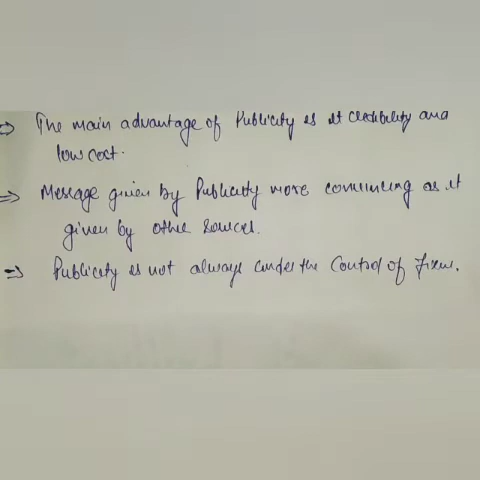 ⇒ The main advantage of Publicity is it credibility and
low cost.
⇒ Message given by Publicity more convincing as it
given by other sources.
⇒ Publicity is not always under the Control of firm.